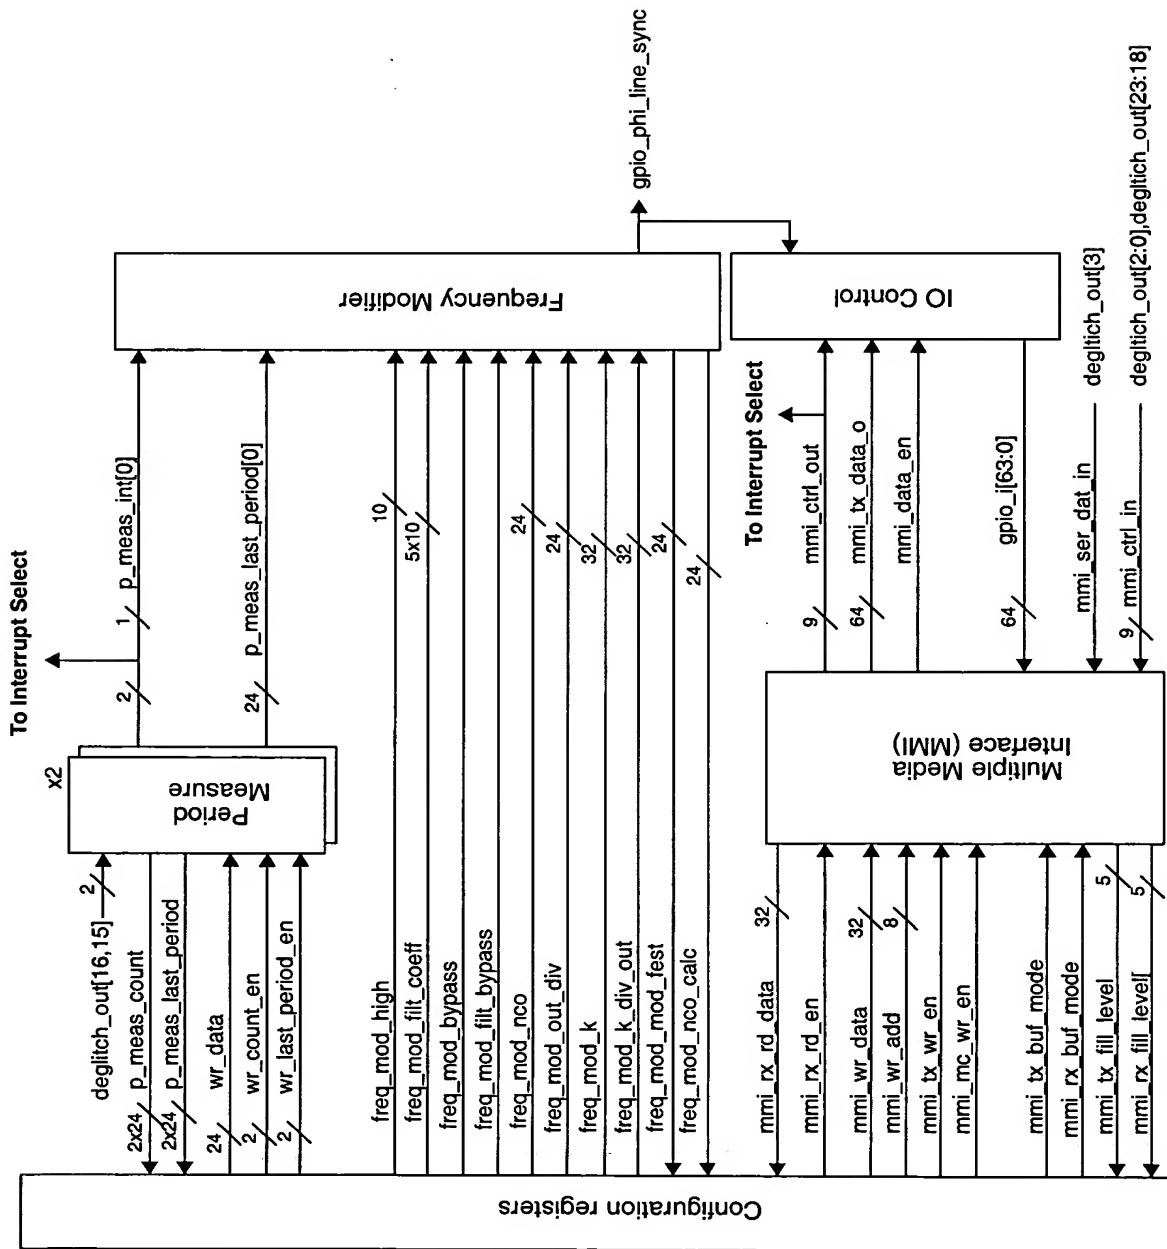 To Interrupt Select
x2
Period
Measure
deglitch_out[16,15]
2
2x24
p_meas_count
2x24
p_meas_last_period
24
wr_data
2
wr_count_en
2
wr_last_period_en
2
1
p_meas_int[0]
24
p_meas_last_period[0]
Frequency Modifier
gpio_phi_line_sync
freq_mod_high
10
freq_mod_filt_coeff
5x10
freq_mod_bypass
freq_mod_filt_bypass
freq_mod_nco
24
freq_mod_out_div
24
freq_mod_k
32
freq_mod_k_div_out
32
freq_mod_mod_fest
24
freq_mod_nco_calc
24
Configuration registers
To Interrupt Select
IO Control
mmi_ctrl_out
9
mmi_tx_data_o
64
mmi_data_en
gpio_i[63:0]
64
mmi_ser_dat_in
degltich_out[3]
9
mmi_ctrl_in
degltich_out[2:0],degltich_out[23:18]
Multiple Media
Interface (MMI)
mmi_rx_rd_data
32
mmi_rx_rd_en
mmi_wr_data
32
mmi_wr_add
8
mmi_tx_wr_en
mmi_mc_wr_en
mmi_tx_buf_mode
mmi_rx_buf_mode
mmi_tx_fill_level
5
mmi_rx_fill_level[
5